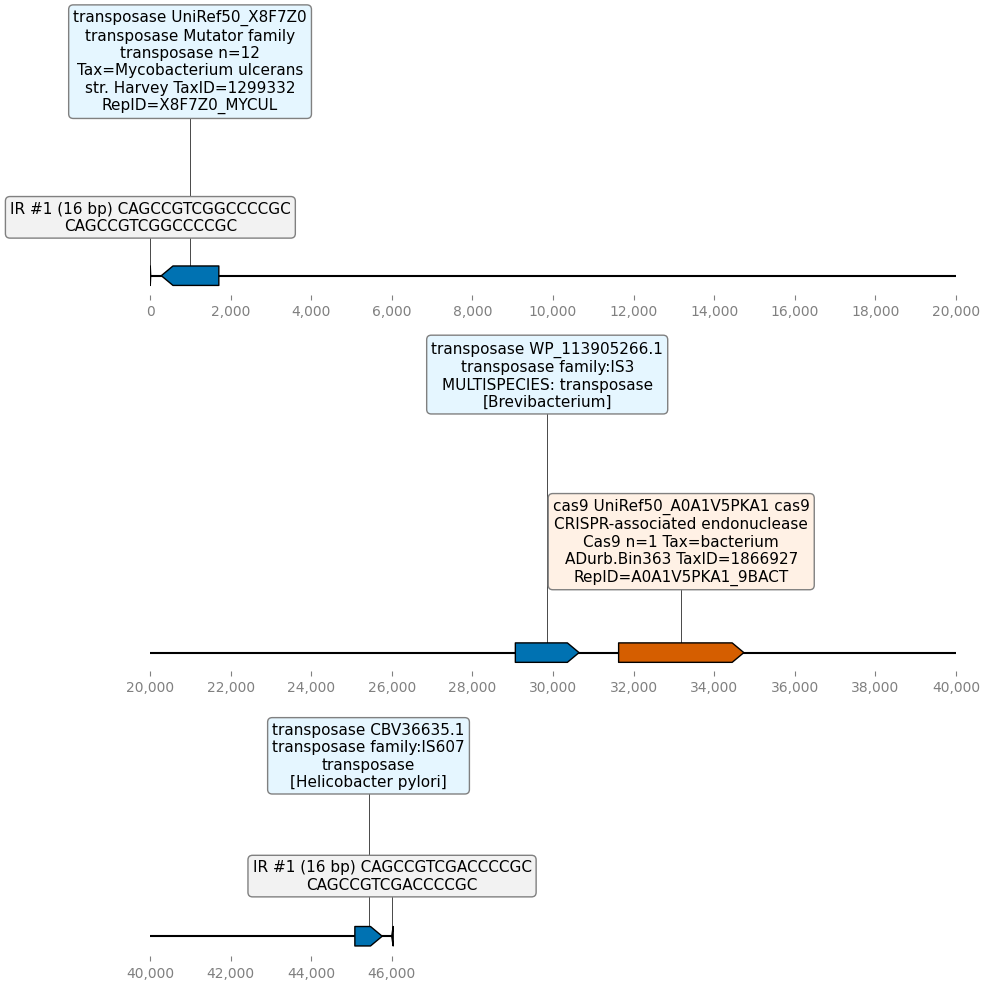 transposase UniRef50_X8F7Z0
transposase Mutator family
transposase n=12
Tax=Mycobacterium ulcerans
str. Harvey TaxID=1299332
RepID=X8F7Z0_MYCUL
IR #1 (16 bp) CAGCCGTCGGCCCCGC
CAGCCGTCGGCCCCGC
0 2,000 4,000 6,000 8,000 10,000 12,000 14,000 16,000 18,000 20,000
transposase WP_113905266.1
transposase family:IS3
MULTISPECIES: transposase
[Brevibacterium]
cas9 UniRef50_A0A1V5PKA1 cas9
CRISPR-associated endonuclease
Cas9 n=1 Tax=bacterium
ADurb.Bin363 TaxID=1866927
RepID=A0A1V5PKA1_9BACT
20,000 22,000 24,000 26,000 28,000 30,000 32,000 34,000 36,000 38,000 40,000
transposase CBV36635.1
transposase family:IS607
transposase
[Helicobacter pylori]
IR #1 (16 bp) CAGCCGTCGACCCCGC
CAGCCGTCGACCCCGC
40,000 42,000 44,000 46,000